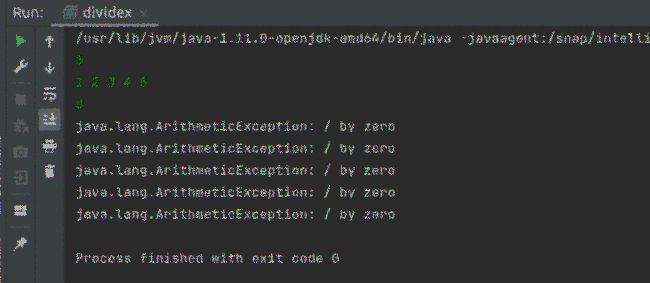 Run: dividex
/usr/lib/jvm/java-1.11.0-openjdk-amd64/bin/java -javaagent:/snap/intelli
5
1 2 3 4 5
0
java.lang.ArithmeticException: / by zero
java.lang.ArithmeticException: / by zero
java.lang.ArithmeticException: / by zero
java.lang.ArithmeticException: / by zero
java.lang.ArithmeticException: / by zero
Process finished with exit code 0